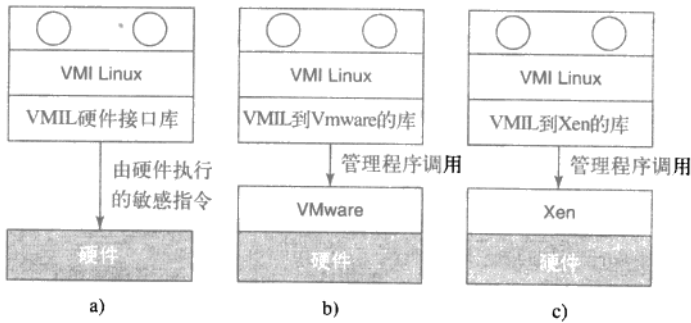 VMI Linux
VMIL硬件接口库
由硬件执行
的敏感指令
硬件
a)
VMI Linux
VMIL到Vmware的库
管理程序调用
VMware
硬件
b)
VMI Linux
VMIL到Xen的库
管理程序调用
Xen
硬件
c)